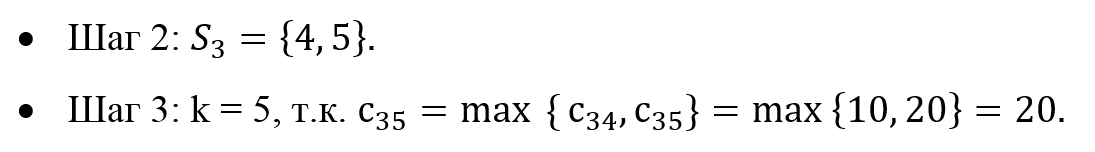 • Шаг 2: S₃ = {4, 5}.
• Шаг 3: k = 5, т.к. c₃₅ = max { c₃₄, c₃₅} = max {10, 20} = 20.